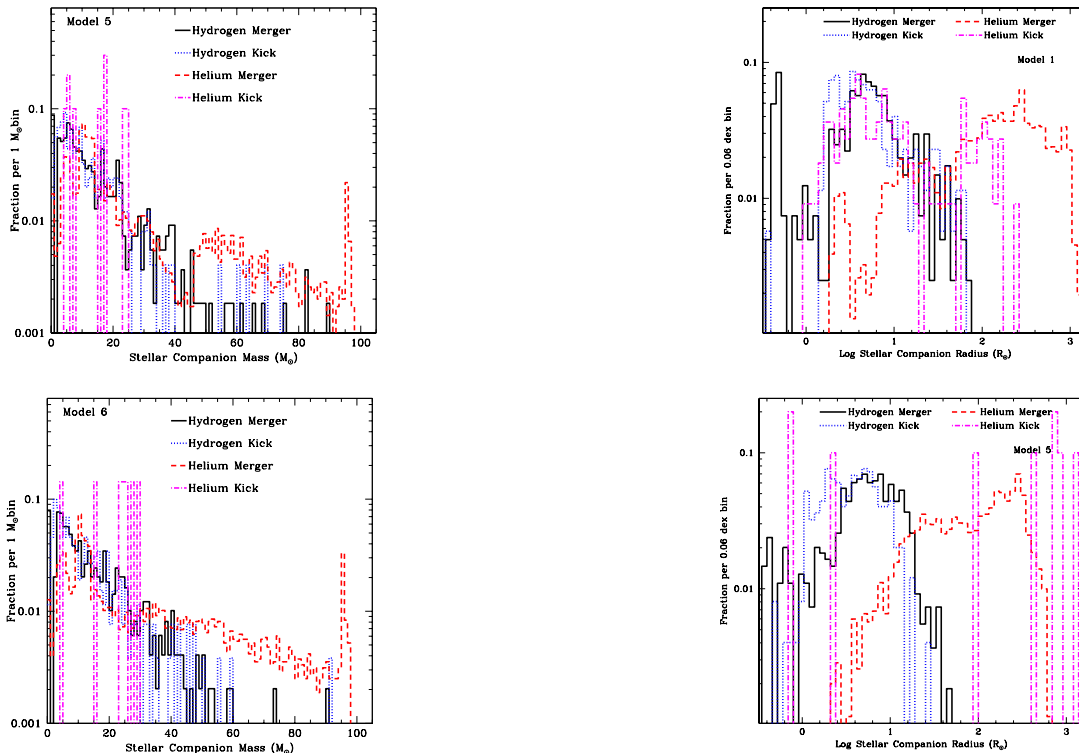 Model 5
Hydrogen Merger
Hydrogen Kick
Helium Merger
Helium Kick
Fraction per 1 M⊙bin
0.1
0.01
0.001
0 20 40 60 80 100
Stellar Companion Mass (M⊙)
Hydrogen Merger Helium Merger
Hydrogen Kick Helium Kick
Model 1
Fraction per 0.06 dex bin
0.1
0.01
0 1 2 3
Log Stellar Companion Radius (R⊙)
Model 6
Hydrogen Merger
Hydrogen Kick
Helium Merger
Helium Kick
Fraction per 1 M⊙bin
0.1
0.01
0.001
0 20 40 60 80 100
Stellar Companion Mass (M⊙)
Hydrogen Merger Helium Merger
Hydrogen Kick Helium Kick
Model 5
Fraction per 0.06 dex bin
0.1
0.01
0 1 2 3
Log Stellar Companion Radius (R⊙)